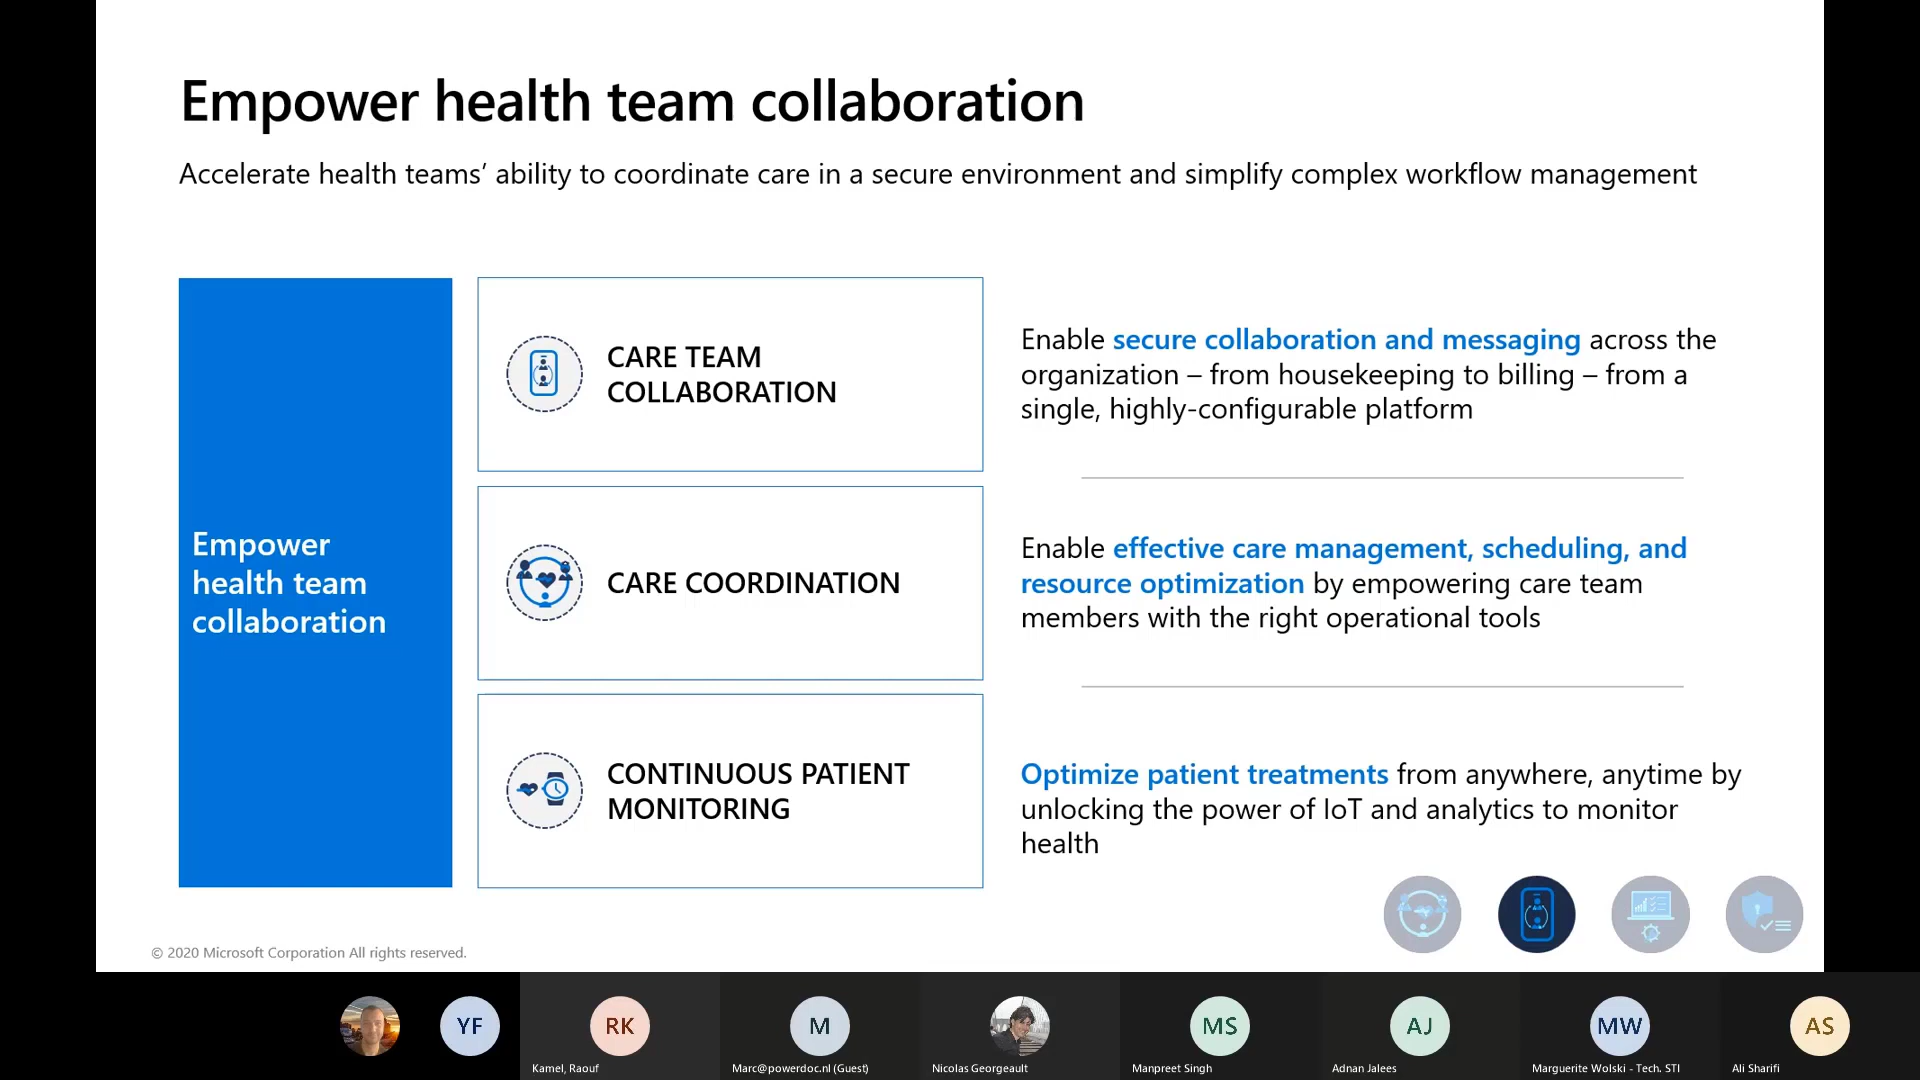 Empower health team collaboration
Accelerate health teams’ ability to coordinate care in a secure environment and simplify complex workflow management
Empower
health team
collaboration
CARE TEAM
COLLABORATION
Enable secure collaboration and messaging across the
organization – from housekeeping to billing – from a
single, highly-configurable platform
CARE COORDINATION
Enable effective care management, scheduling, and
resource optimization by empowering care team
members with the right operational tools
CONTINUOUS PATIENT
MONITORING
Optimize patient treatments from anywhere, anytime by
unlocking the power of IoT and analytics to monitor
health
© 2020 Microsoft Corporation All rights reserved.
YF
RK
M
MS
AJ
MW
AS
Kamel, Raouf
Marc@powerdoc.nl (Guest)
Nicolas Georgeault
Manpreet Singh
Adnan Jalees
Marguerite Wolski - Tech. STI
Ali Sharifi